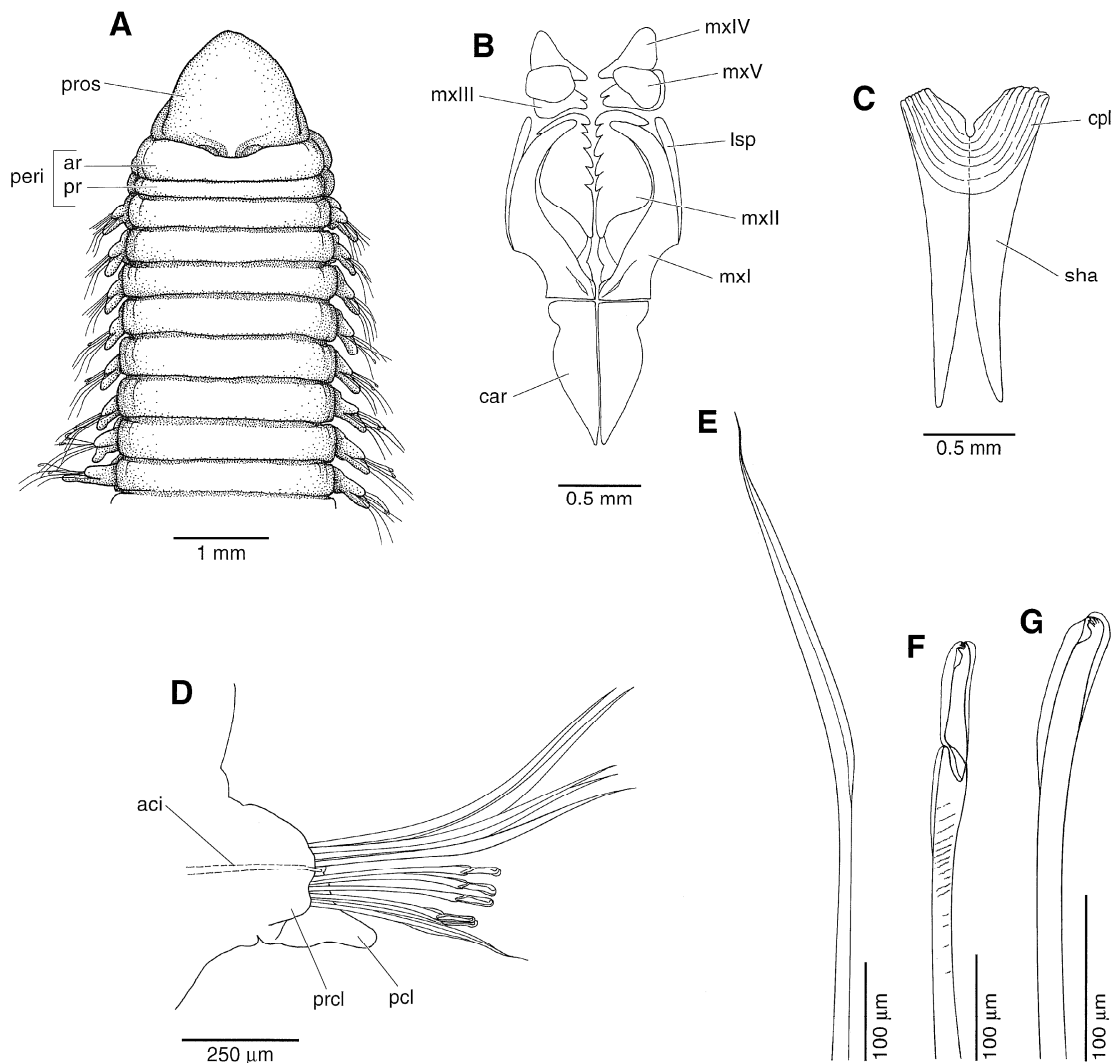 A
pros
peri
ar
pr
1 mm
B
mxIV
mxV
mxIII
lsp
mxII
mxI
car
0.5 mm
C
cpl
sha
0.5 mm
D
aci
prcl
pcl
250 μm
E
100 μm
F
100 μm
G
100 μm